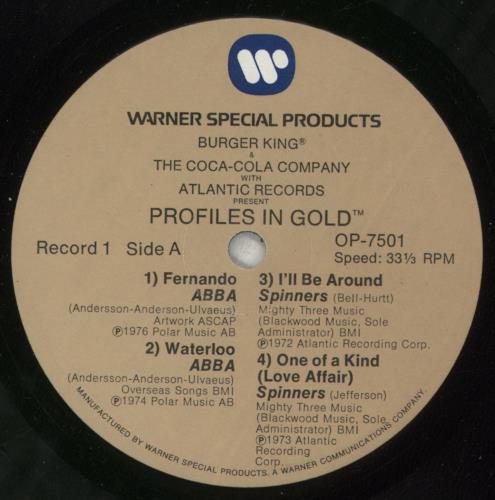 WARNER SPECIAL PRODUCTS
BURGER KING®
&
THE COCA-COLA COMPANY
WITH
ATLANTIC RECORDS
PRESENT
PROFILES IN GOLD™
Record 1 Side A
OP-7501
Speed: 33⅓ RPM
1) Fernando
ABBA
(Andersson-Anderson-Ulvaeus)
Artwork ASCAP
Ⓟ1976 Polar Music AB
2) Waterloo
ABBA
(Andersson-Anderson-Ulvaeus)
Overseas Songs BMI
Ⓟ1974 Polar Music AB
3) I'll Be Around
Spinners (Bell-Hurtt)
Mighty Three Music
(Blackwood Music, Sole
Administrator) BMI
Ⓟ1972 Atlantic Recording Corp.
4) One of a Kind
(Love Affair)
Spinners (Jefferson)
Mighty Three Music
(Blackwood Music, Sole
Administrator) BMI
Ⓟ1973 Atlantic
Recording
Corp.
MANUFACTURED BY WARNER SPECIAL PRODUCTS. A WARNER COMMUNICATIONS COMPANY.